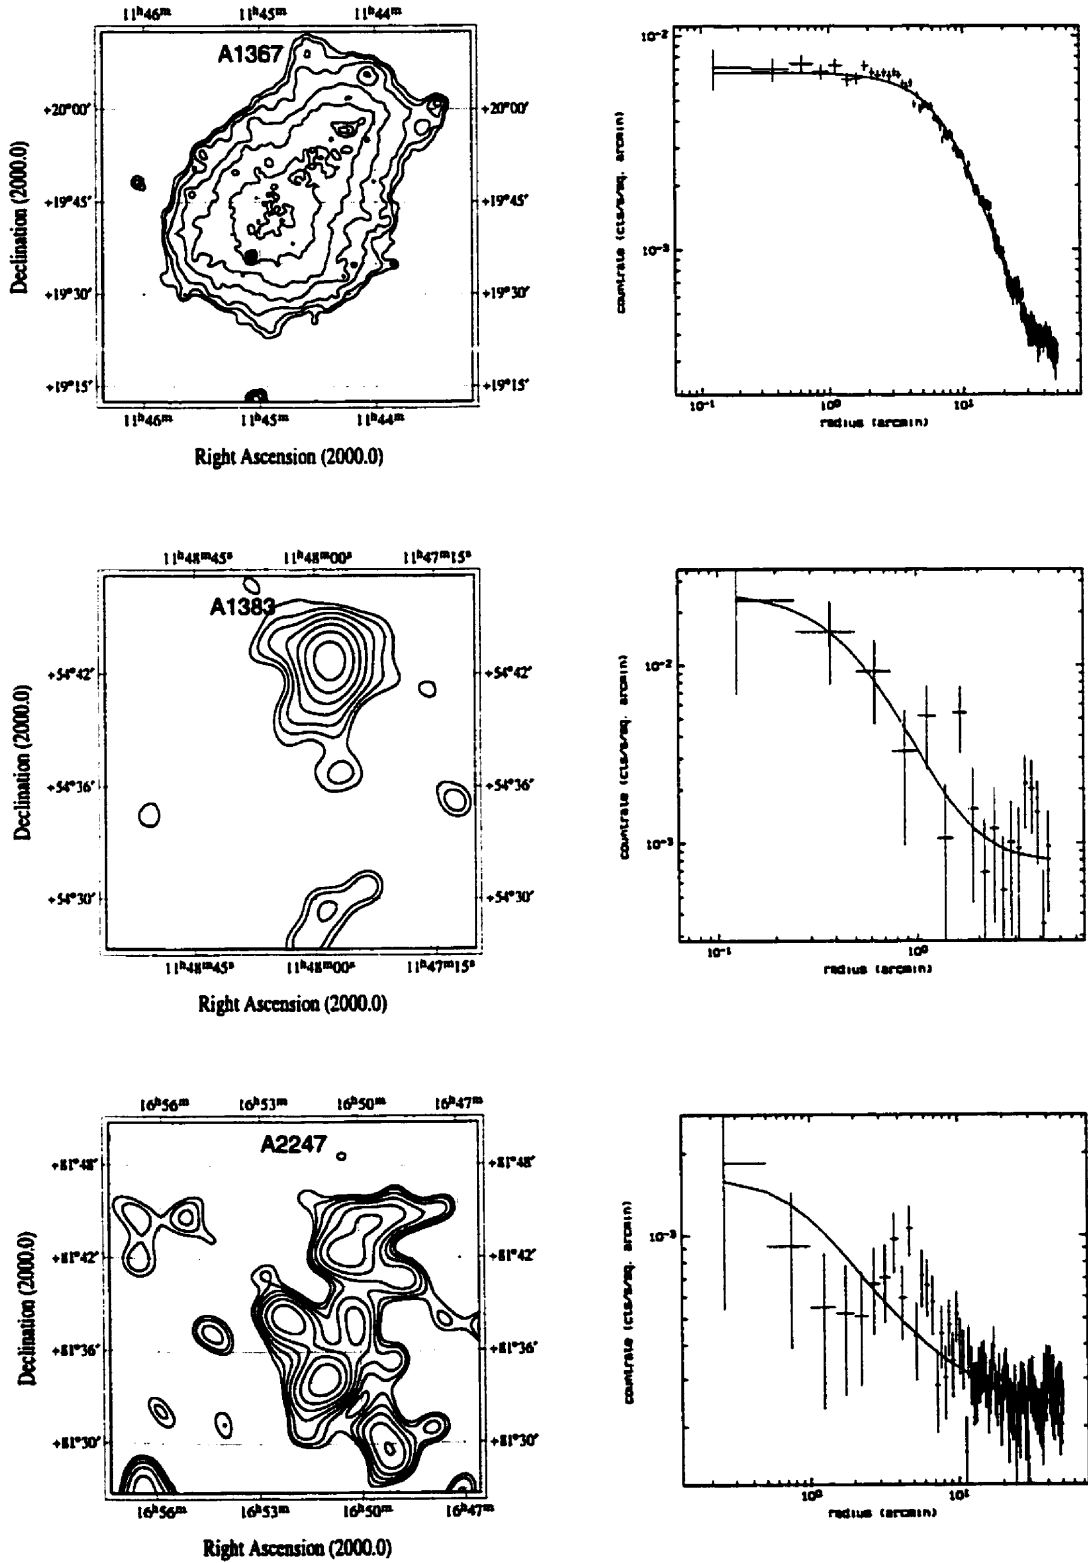 11ʰ46ᵐ 11ʰ45ᵐ 11ʰ44ᵐ
A1367
+20°00′ +20°00′
+19°45′ +19°45′
+19°30′ +19°30′
+19°15′ +19°15′
Declination (2000.0)
11ʰ46ᵐ 11ʰ45ᵐ 11ʰ44ᵐ
Right Ascension (2000.0)
10⁻²
10⁻³
countrate (cts/s/sq. arcmin)
10⁻¹ 10⁰ 10¹
radius (arcmin)
11ʰ48ᵐ45ˢ 11ʰ48ᵐ00ˢ 11ʰ47ᵐ15ˢ
A1383
+54°42′ +54°42′
+54°36′ +54°36′
+54°30′ +54°30′
Declination (2000.0)
11ʰ48ᵐ45ˢ 11ʰ48ᵐ00ˢ 11ʰ47ᵐ15ˢ
Right Ascension (2000.0)
10⁻²
10⁻³
countrate (cts/s/sq. arcmin)
10⁻¹ 10⁰
radius (arcmin)
16ʰ56ᵐ 16ʰ53ᵐ 16ʰ50ᵐ 16ʰ47ᵐ
A2247
+81°48′ +81°48′
+81°42′ +81°42′
+81°36′ +81°36′
+81°30′ +81°30′
Declination (2000.0)
16ʰ56ᵐ 16ʰ53ᵐ 16ʰ50ᵐ 16ʰ47ᵐ
Right Ascension (2000.0)
10⁻³
countrate (cts/s/sq. arcmin)
10⁰ 10¹
radius (arcmin)